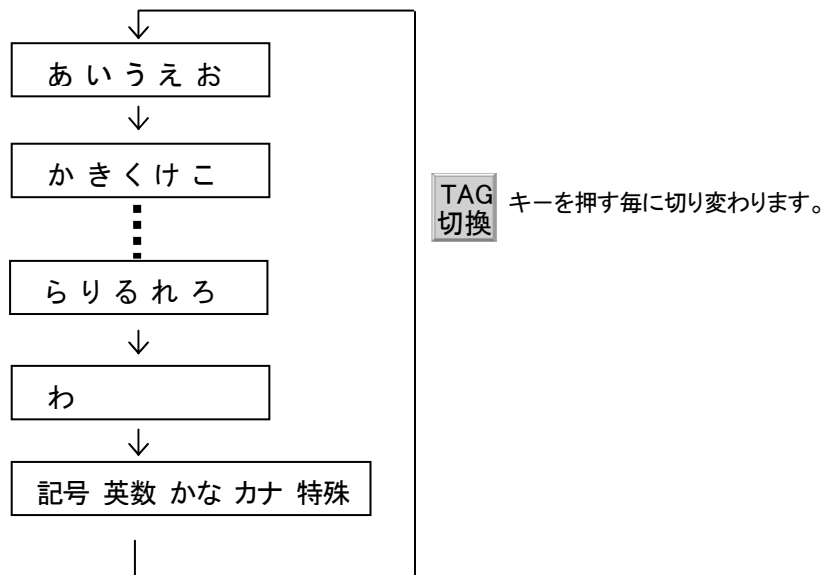 あ い う え お
か き く け こ
ら り る れ ろ
わ
記号 英数 かな カナ 特殊
TAG
切換
キーを押す毎に切り変わります。